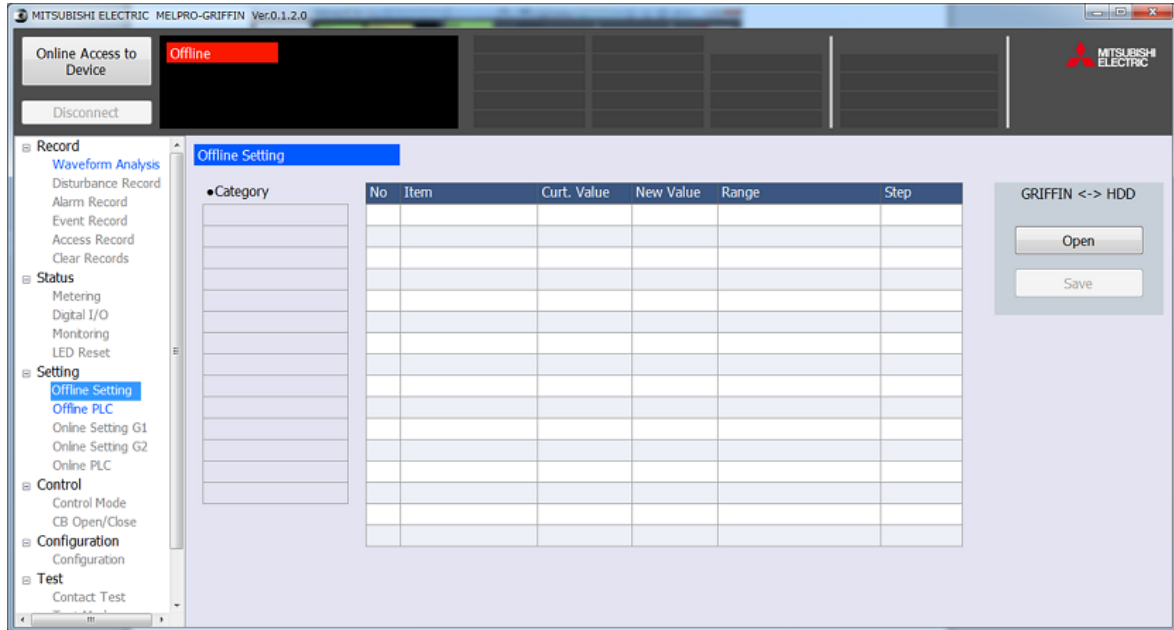 MITSUBISHI ELECTRIC MELPRO-GRIFFIN Ver.0.1.2.0
Online Access to
Device
Disconnect
Offline
MITSUBISHI
ELECTRIC
Record
Waveform Analysis
Disturbance Record
Alarm Record
Event Record
Access Record
Clear Records
Status
Metering
Digital I/O
Monitoring
LED Reset
Setting
Offline Setting
Offline PLC
Online Setting G1
Online Setting G2
Online PLC
Control
Control Mode
CB Open/Close
Configuration
Configuration
Test
Contact Test
Offline Setting
●Category
No Item Curt. Value New Value Range Step
GRIFFIN <-> HDD
Open
Save